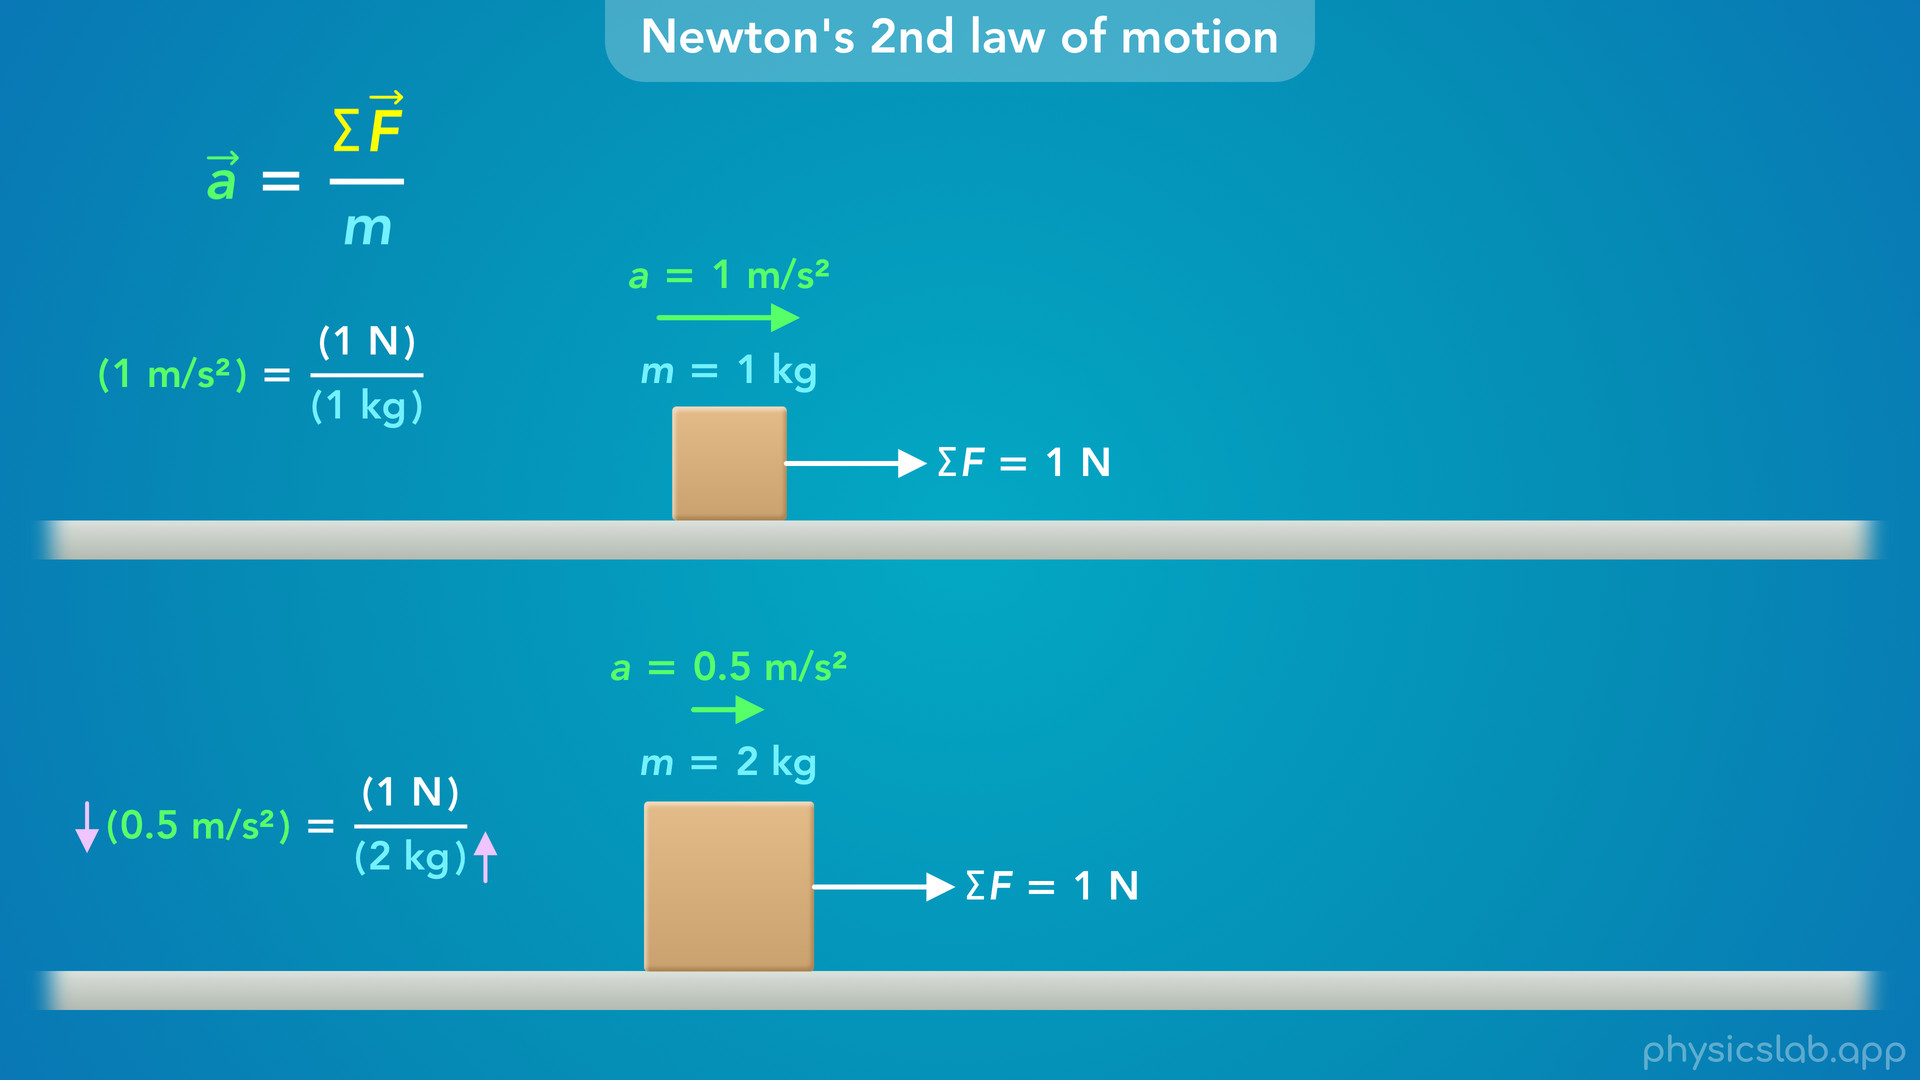 Newton's 2nd law of motion
a⃗ = ΣF⃗ / m
a = 1 m/s²
m = 1 kg
(1 m/s²) = (1 N) / (1 kg)
ΣF = 1 N
a = 0.5 m/s²
m = 2 kg
↓(0.5 m/s²) = (1 N) / (2 kg)↑
ΣF = 1 N
physicslab.app